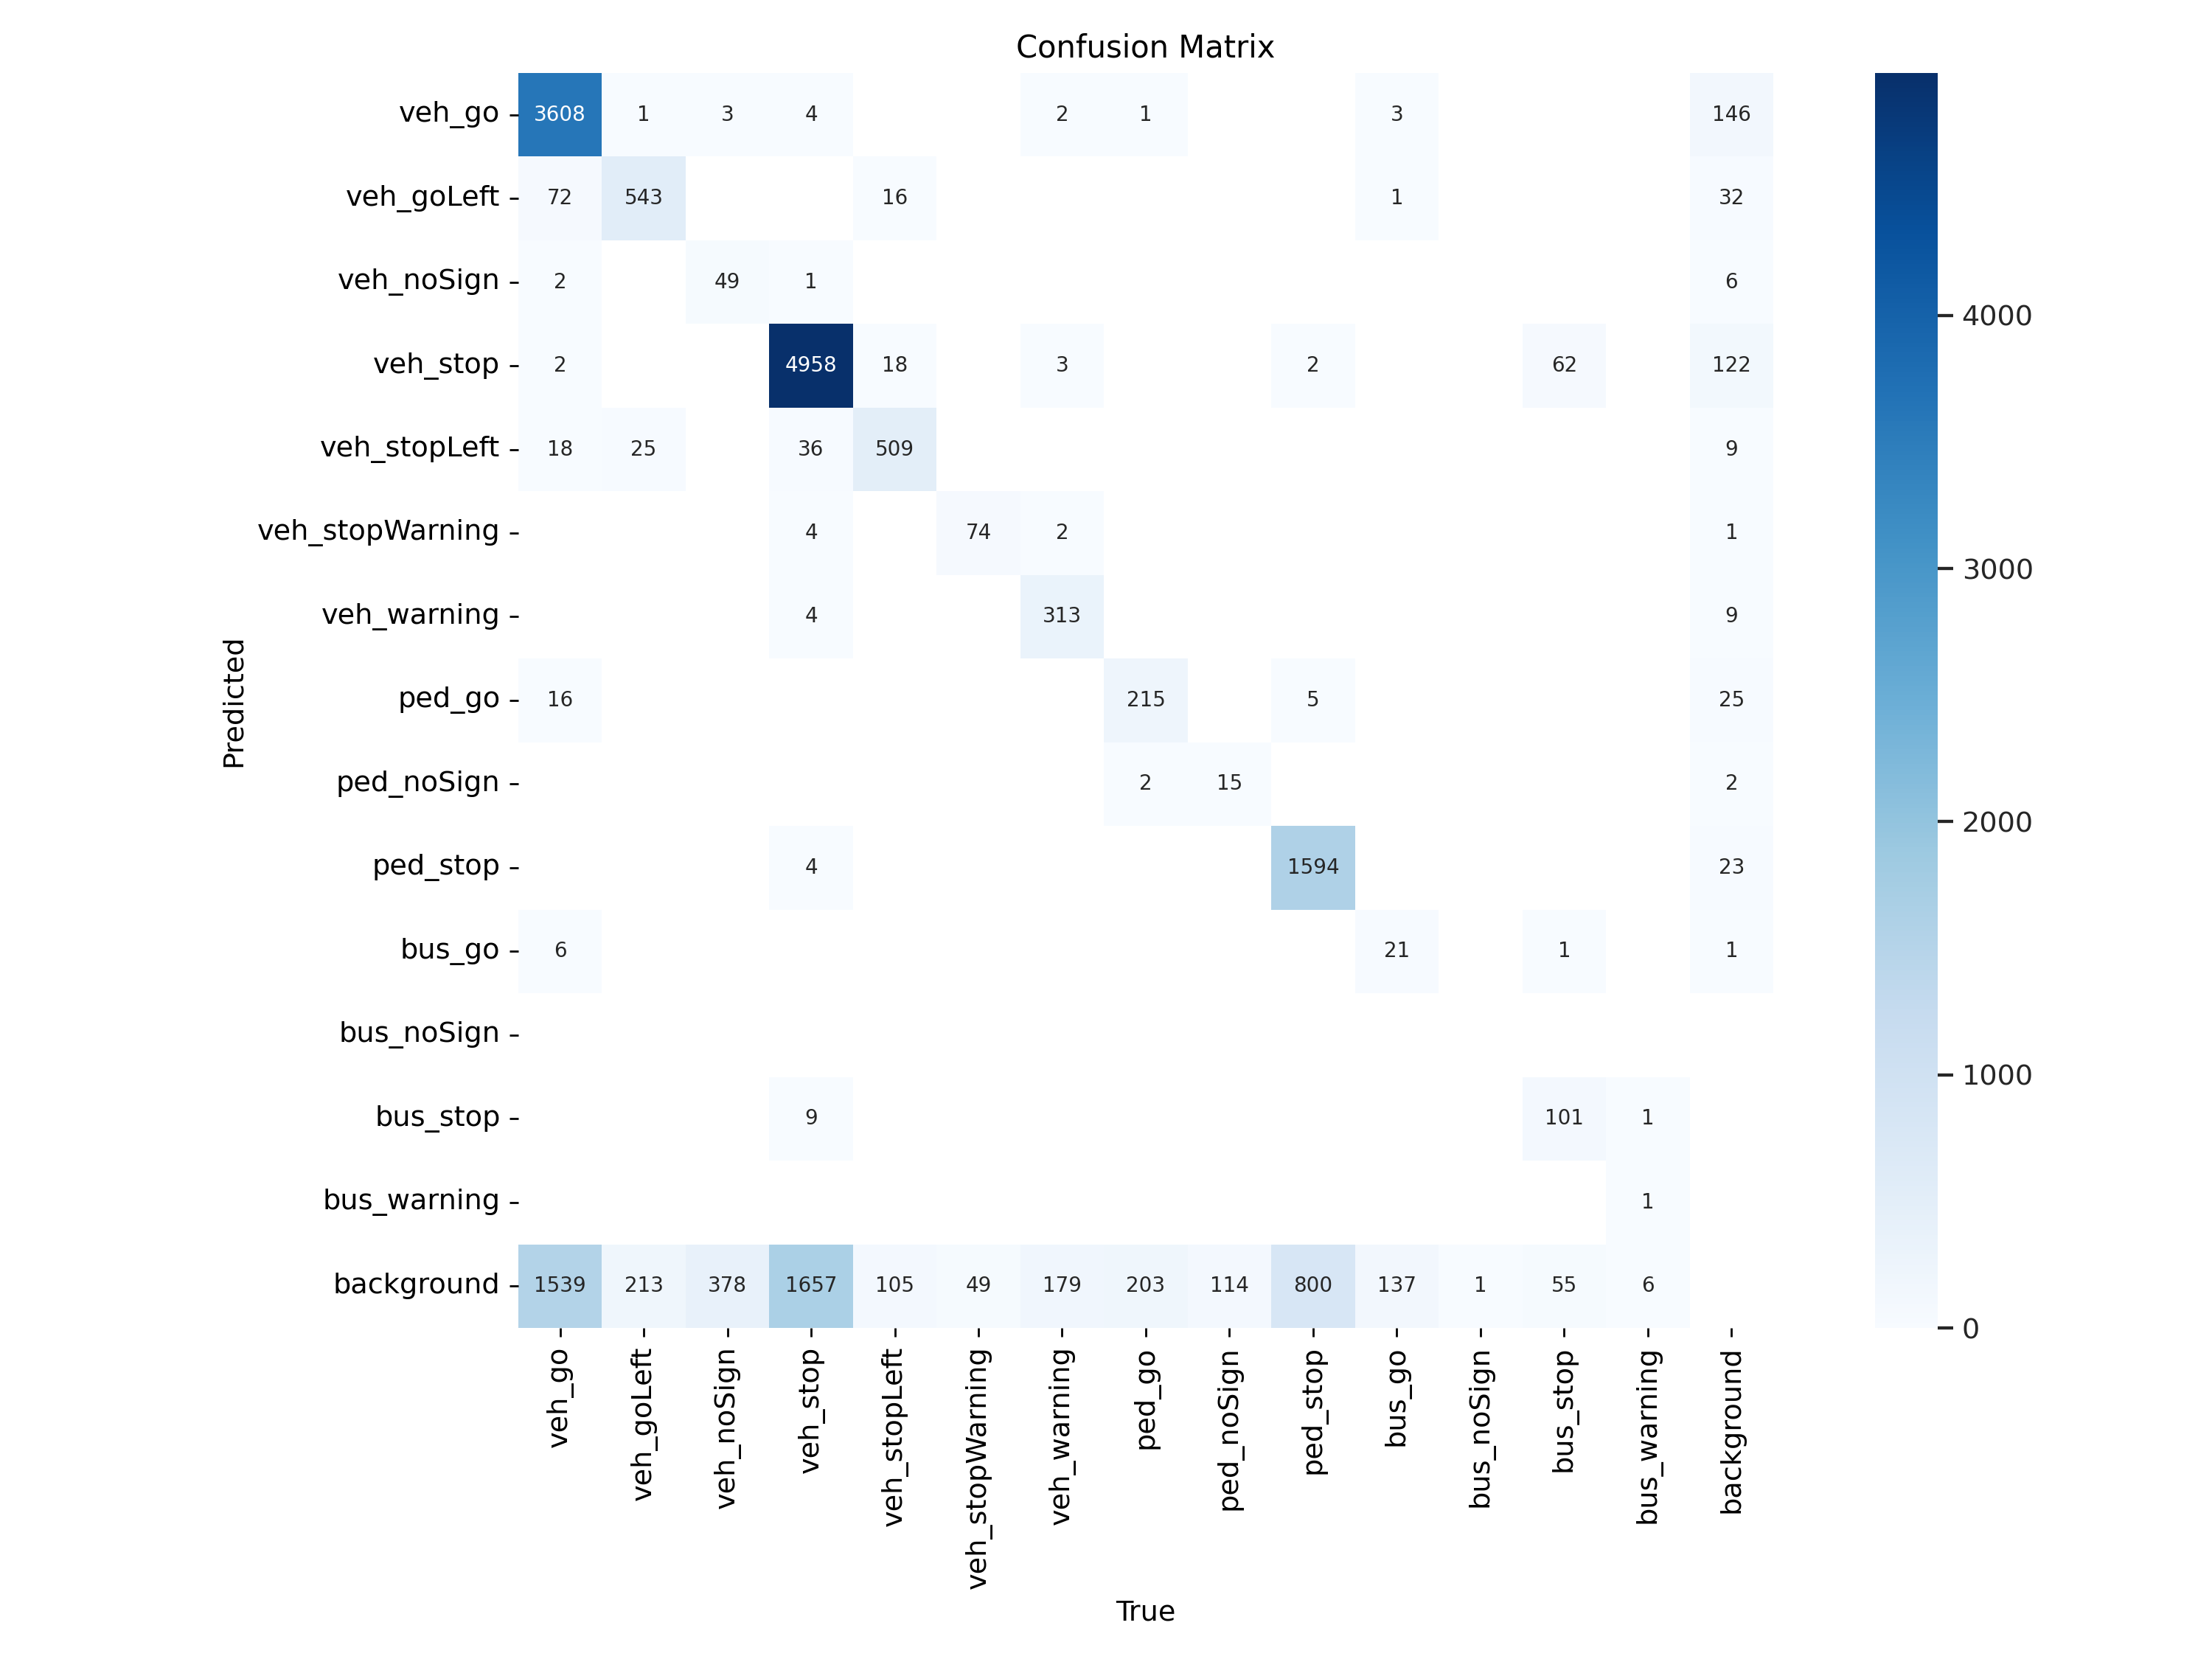 Confusion Matrix
veh_go 3608 1 3 4 2 1 3 146
veh_goLeft 72 543 16 1 32
veh_noSign 2 49 1 6
veh_stop 2 4958 18 3 2 62 122
veh_stopLeft 18 25 36 509 9
veh_stopWarning 4 74 2 1
veh_warning 4 313 9
ped_go 16 215 5 25
ped_noSign 2 15 2
ped_stop 4 1594 23
bus_go 6 21 1 1
bus_noSign
bus_stop 9 101 1
bus_warning 1
background 1539 213 378 1657 105 49 179 203 114 800 137 1 55 6
veh_go veh_goLeft veh_noSign veh_stop veh_stopLeft veh_stopWarning veh_warning ped_go ped_noSign ped_stop bus_go bus_noSign bus_stop bus_warning background
True
Predicted
4000
3000
2000
1000
0